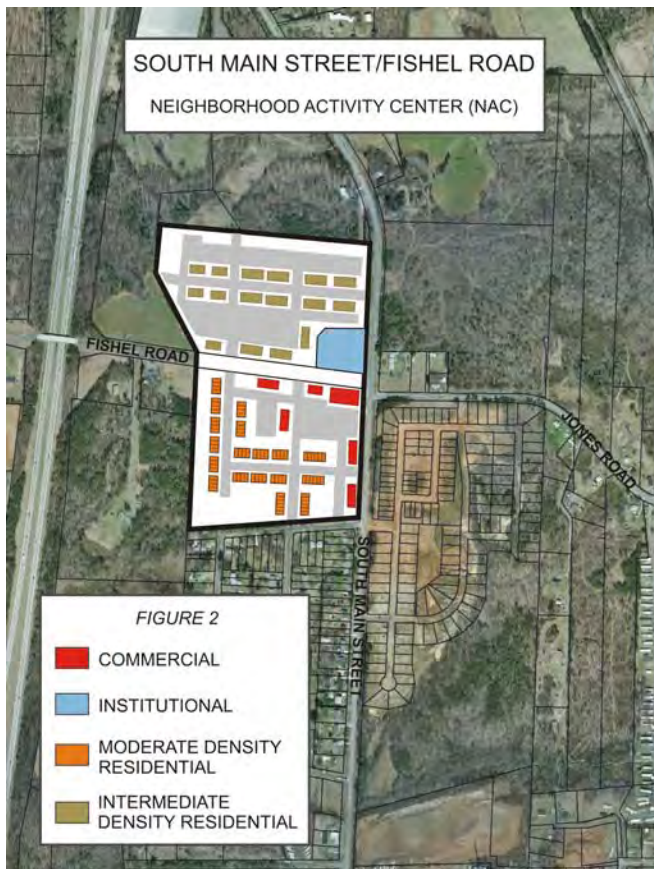 SOUTH MAIN STREET/FISHEL ROAD
NEIGHBORHOOD ACTIVITY CENTER (NAC)
FISHEL ROAD
JONES ROAD
SOUTH MAIN STREET
FIGURE 2
COMMERCIAL
INSTITUTIONAL
MODERATE DENSITY
RESIDENTIAL
INTERMEDIATE
DENSITY RESIDENTIAL